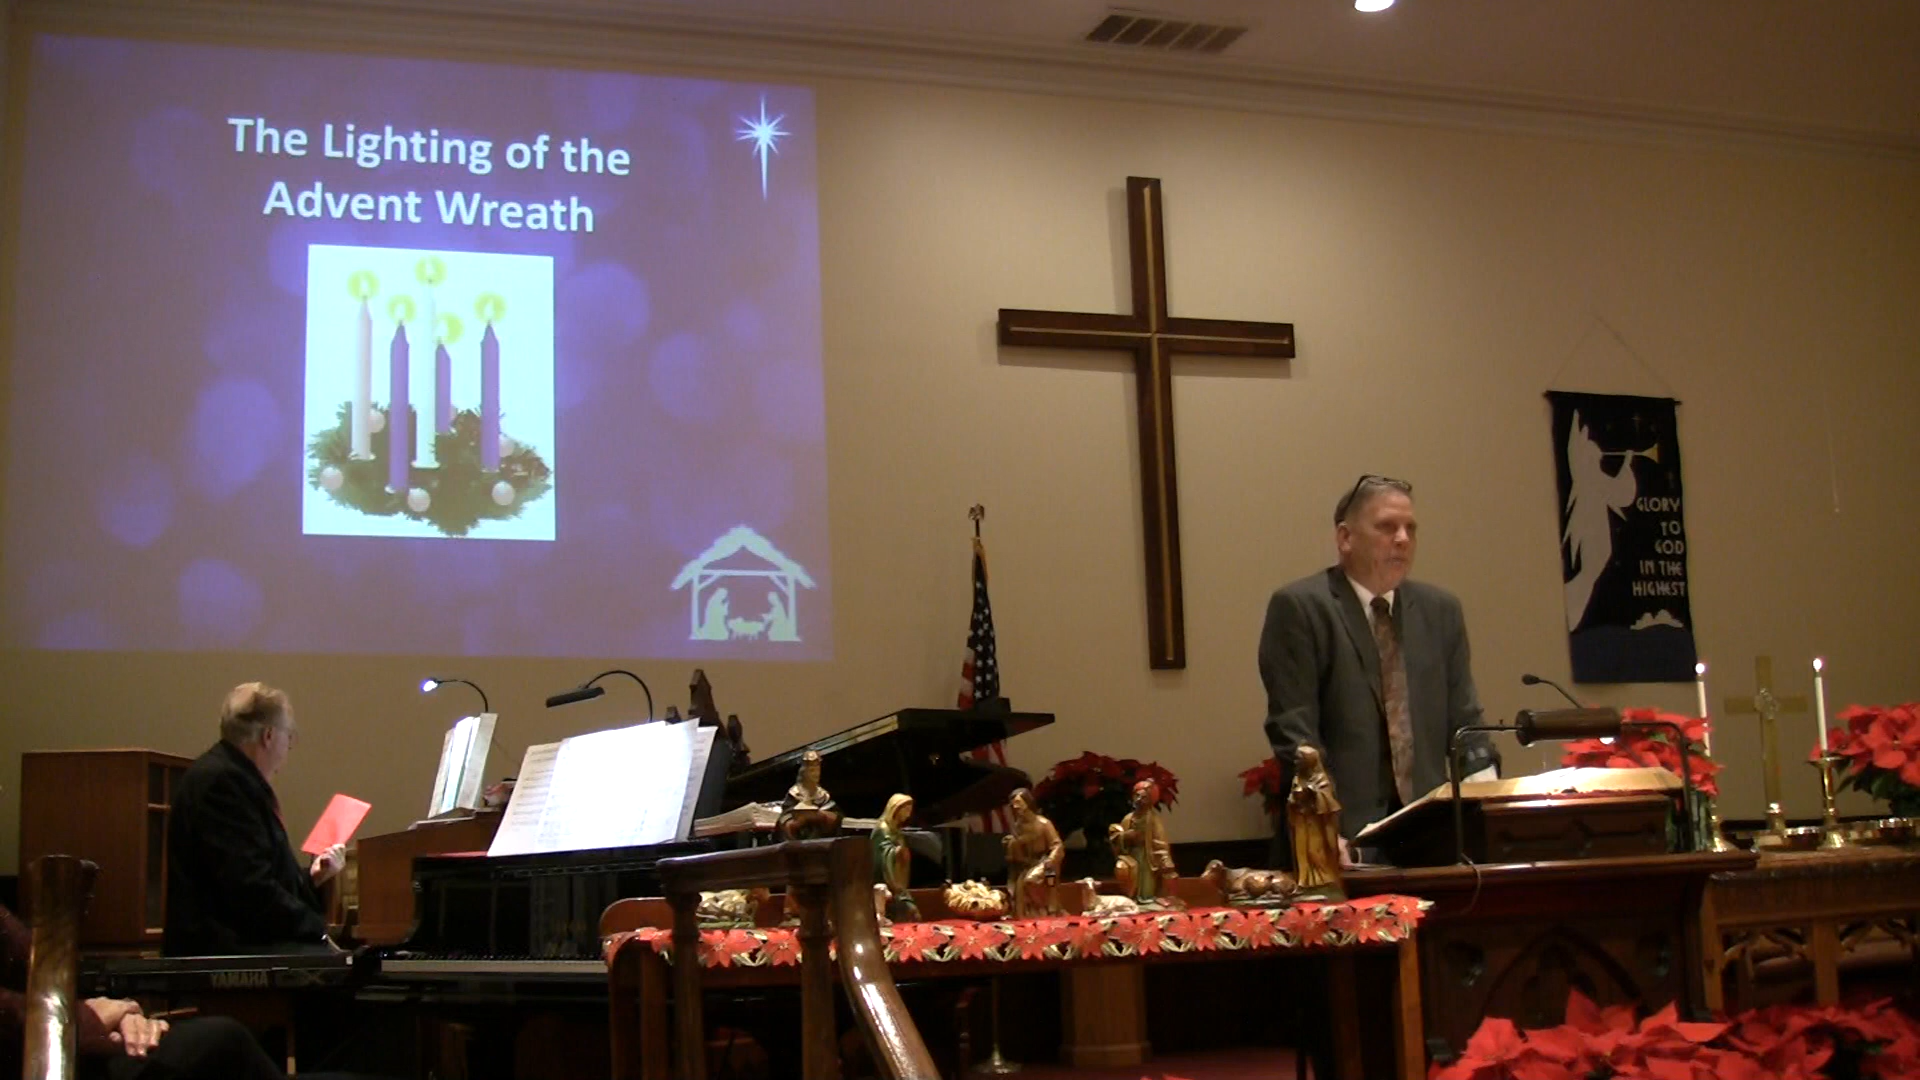 The Lighting of the
Advent Wreath
GLORY
TO
GOD
IN THE
HIGHEST
YAMAHA